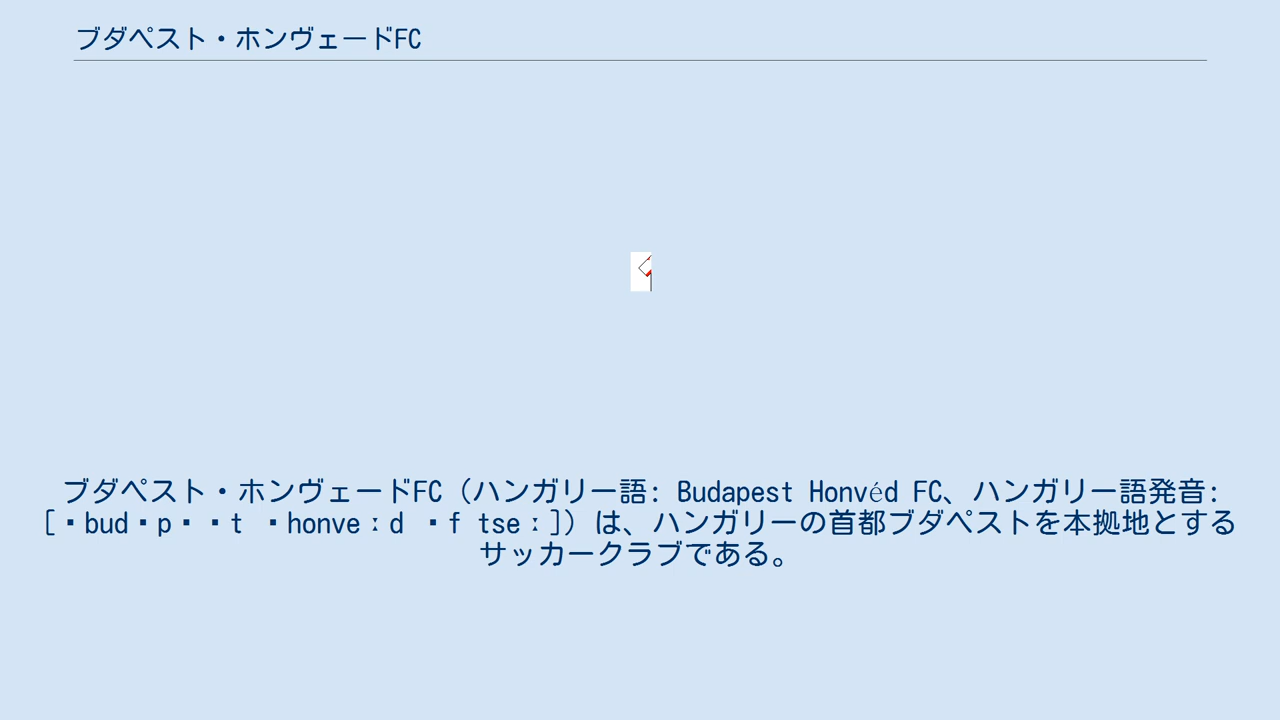 ブダペスト・ホンヴェードFC
ブダペスト・ホンヴェードFC（ハンガリー語: Budapest Honvéd FC、ハンガリー語発音:
[・bud・p・・t ・honveːd ・f tseː]）は、ハンガリーの首都ブダペストを本拠地とする
サッカークラブである。